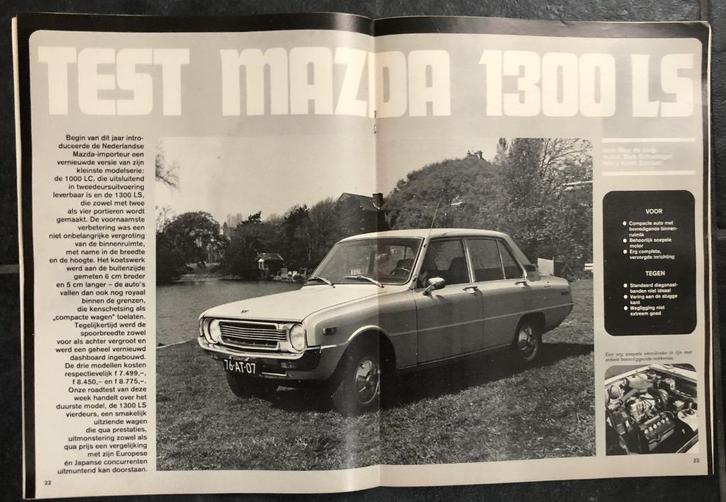 TEST MAZDA 1300 LS
Begin van dit jaar intro-
duceerde de Nederlandse
Mazda-importeur een
vernieuwde versie van zijn
kleinste modelserie;
de 1000 LC, die uitsluitend
in tweedeursuitvoering
leverbaar is en de 1300 LS,
die zowel met twee
als vier portieren wordt
gemaakt. De voornaamste
verbetering was een
niet onbelangrijke vergroting
van de binnenruimte,
met name in de breedte
en de hoogte. Het koetswerk
werd aan de buitenzijde
gemeten 6 cm breder
en 5 cm langer – de auto's
vallen dan ook nog royaal
binnen de grenzen,
die kenschetsing als
„compacte wagen" belaten.
Tegelijkertijd werd de
spoorbreedte zowel
voor als achter vergroot en
werd een geheel vernieuwd
dashboard ingebouwd.
De drie modellen kosten
respectievelijk f 7.499,–,
f 8.450,– en f 8.775,–.
Onze roadtest van deze
week handelt over het
duurste model, de 1300 LS
vierdeurs, een smakelijk
uitziende wagen
die qua prestaties,
uitmonstering zowel als
qua prijs een vergelijking
met zijn Europese
én Japanse concurrenten
uitmuntend kan doorstaan.
76-AT-07
VOOR
Compacte auto met
bevredigende binnen-
ruimte
Behoorlijk soepele
motor
Erg complete,
verzorgde inrichting
TEGEN
Standaard diagonaal-
banden niet ideaal
Vering aan de stugge
kant
Wegligging niet
extreem goed
22
23